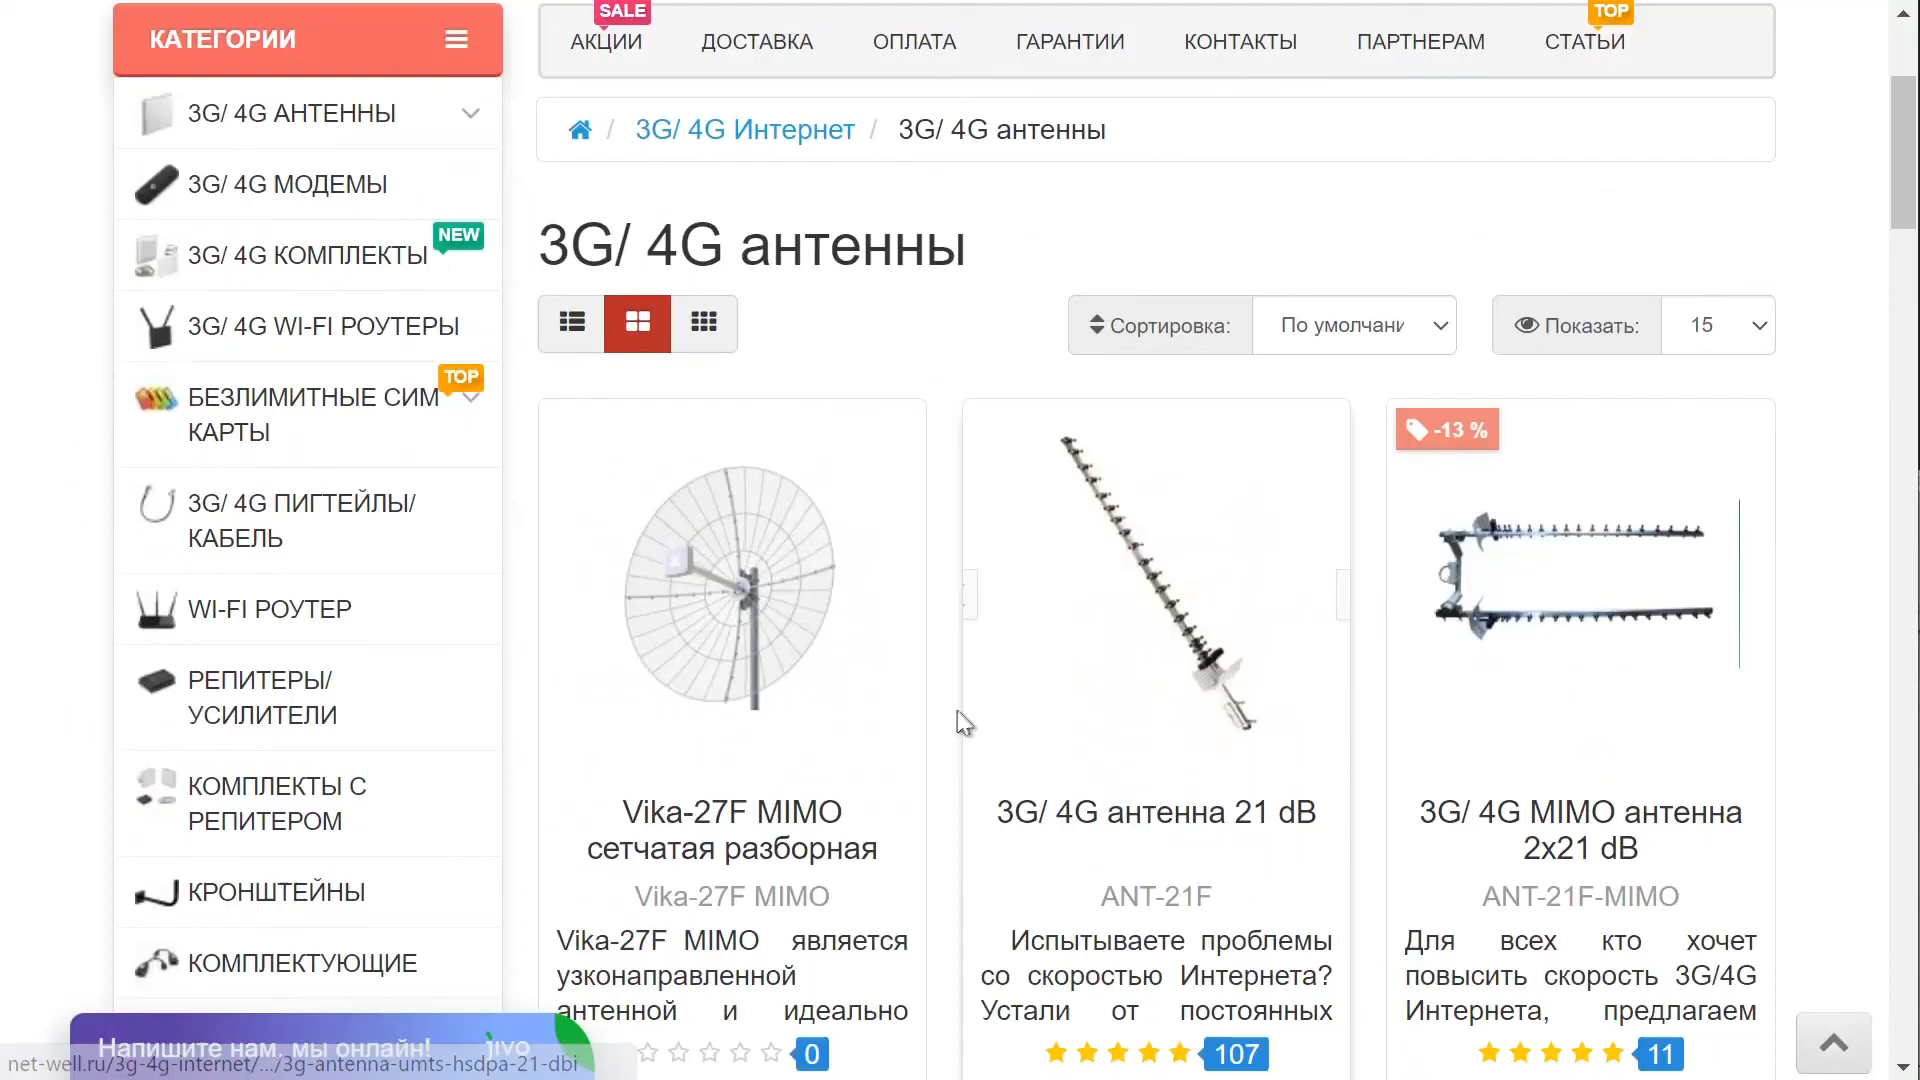 КАТЕГОРИИ
SALE
TOP
АКЦИИ ДОСТАВКА ОПЛАТА ГАРАНТИИ КОНТАКТЫ ПАРТНЕРАМ СТАТЬИ
3G/ 4G АНТЕННЫ
3G/ 4G МОДЕМЫ
NEW
3G/ 4G КОМПЛЕКТЫ
3G/ 4G WI-FI РОУТЕРЫ
TOP
БЕЗЛИМИТНЫЕ СИМ
КАРТЫ
3G/ 4G ПИГТЕЙЛЫ/
КАБЕЛЬ
WI-FI РОУТЕР
РЕПИТЕРЫ/
УСИЛИТЕЛИ
КОМПЛЕКТЫ С
РЕПИТЕРОМ
КРОНШТЕЙНЫ
КОМПЛЕКТУЮЩИЕ
/ 3G/ 4G Интернет / 3G/ 4G антенны
3G/ 4G антенны
Сортировка: По умолчани
Показать: 15
Vika-27F MIMO
сетчатая разборная
Vika-27F MIMO
Vika-27F MIMO является
узконаправленной
антенной и идеально
0
3G/ 4G антенна 21 dB
ANT-21F
Испытываете проблемы
со скоростью Интернета?
Устали от постоянных
107
-13 %
3G/ 4G MIMO антенна
2x21 dB
ANT-21F-MIMO
Для всех кто хочет
повысить скорость 3G/4G
Интернета, предлагаем
11
Напишите нам, мы онлайн! jivo
net-well.ru/3g-4g-internet/.../3g-antenna-umts-hsdpa-21-dbi